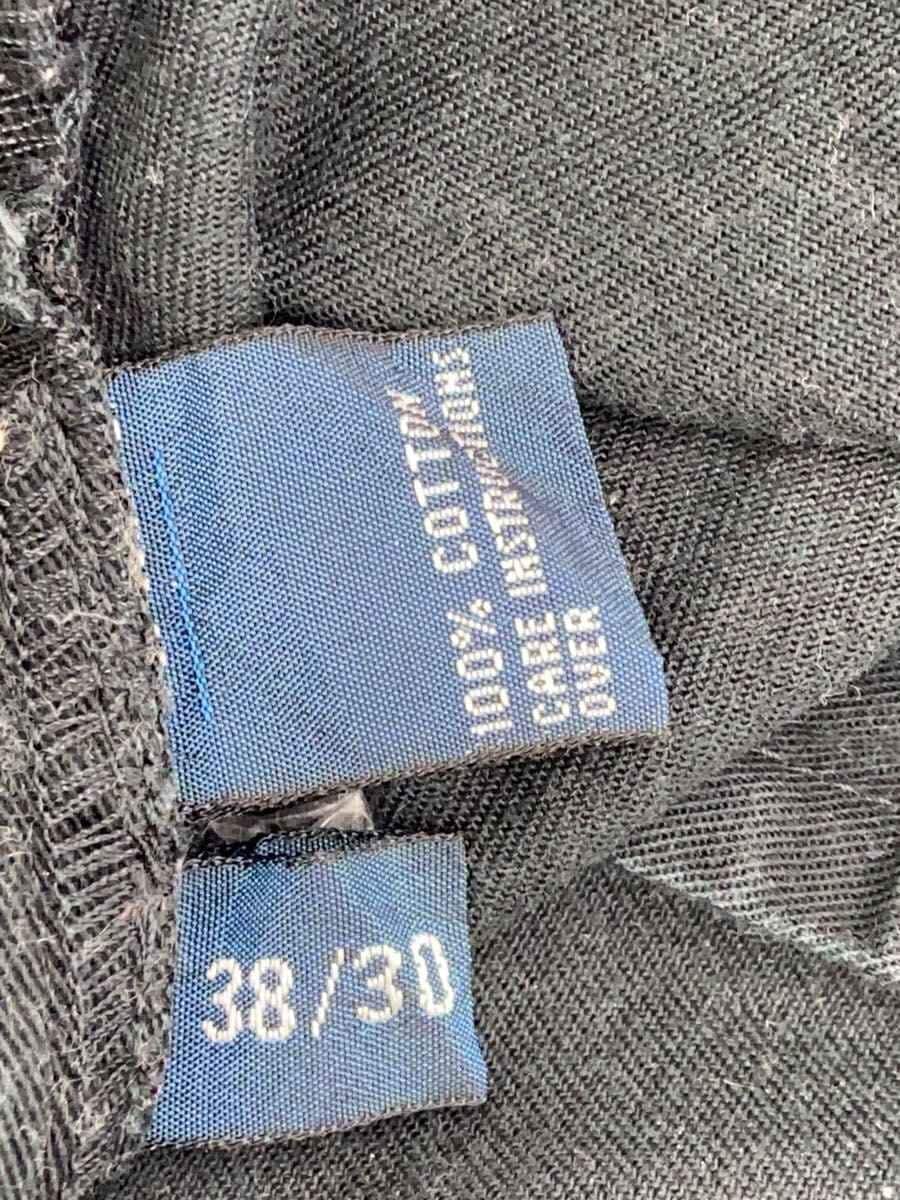 100% COTTON
CARE INSTRUCTIONS
OVER
38/30